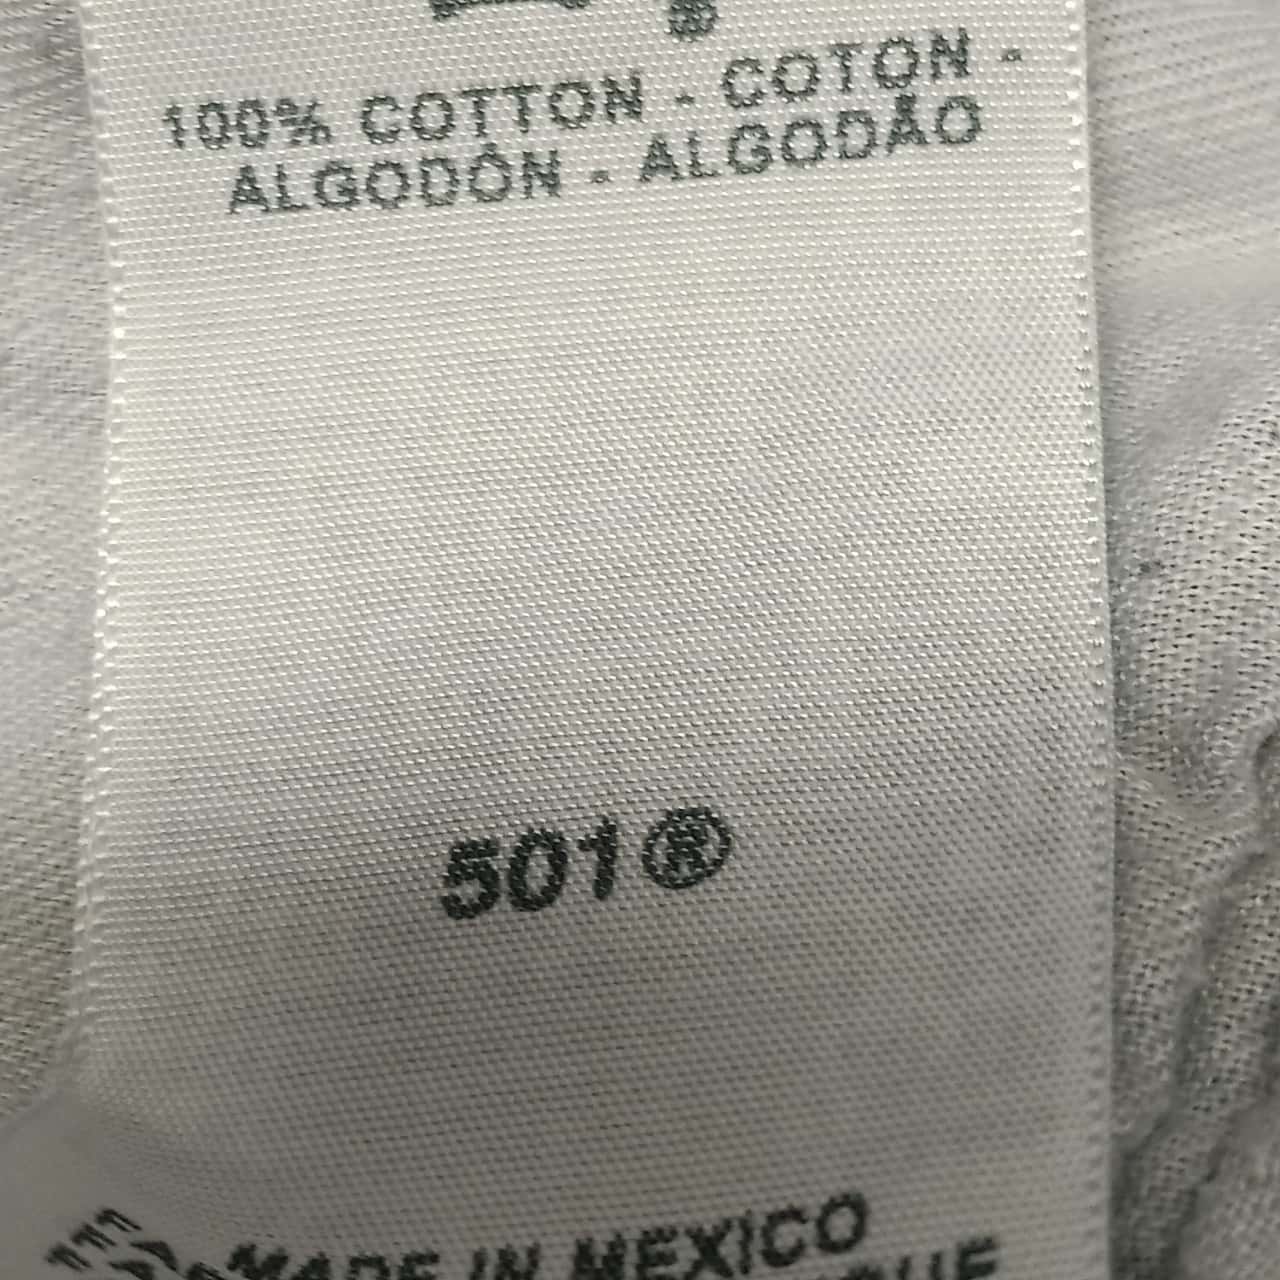 100% COTTON - COTON -
ALGODÓN - ALGODÃO
501®
MADE IN MEXICO